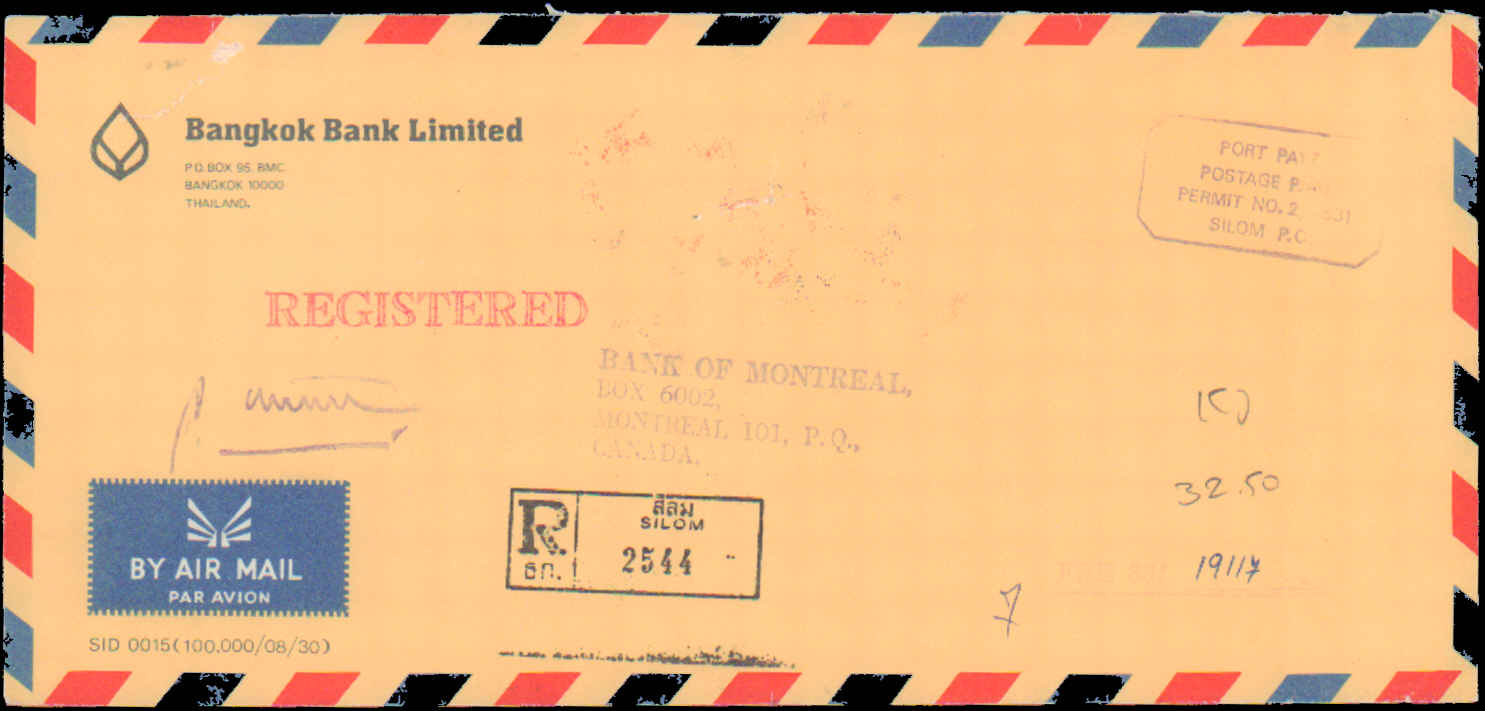 Bangkok Bank Limited
P.O. BOX 95. BMC.
BANGKOK 10000
THAILAND.
PORT
POSTAGE
PERMIT NO.
SILOM P.O.
REGISTERED
BANK OF MONTREAL,
BOX 6002,
MONTREAL 101, P.Q.,
CANADA.
32.50
19117
R
สีลม
SILOM
2544
ธก.
BY AIR MAIL
PAR AVION
SID 0015(100,000/08/30)